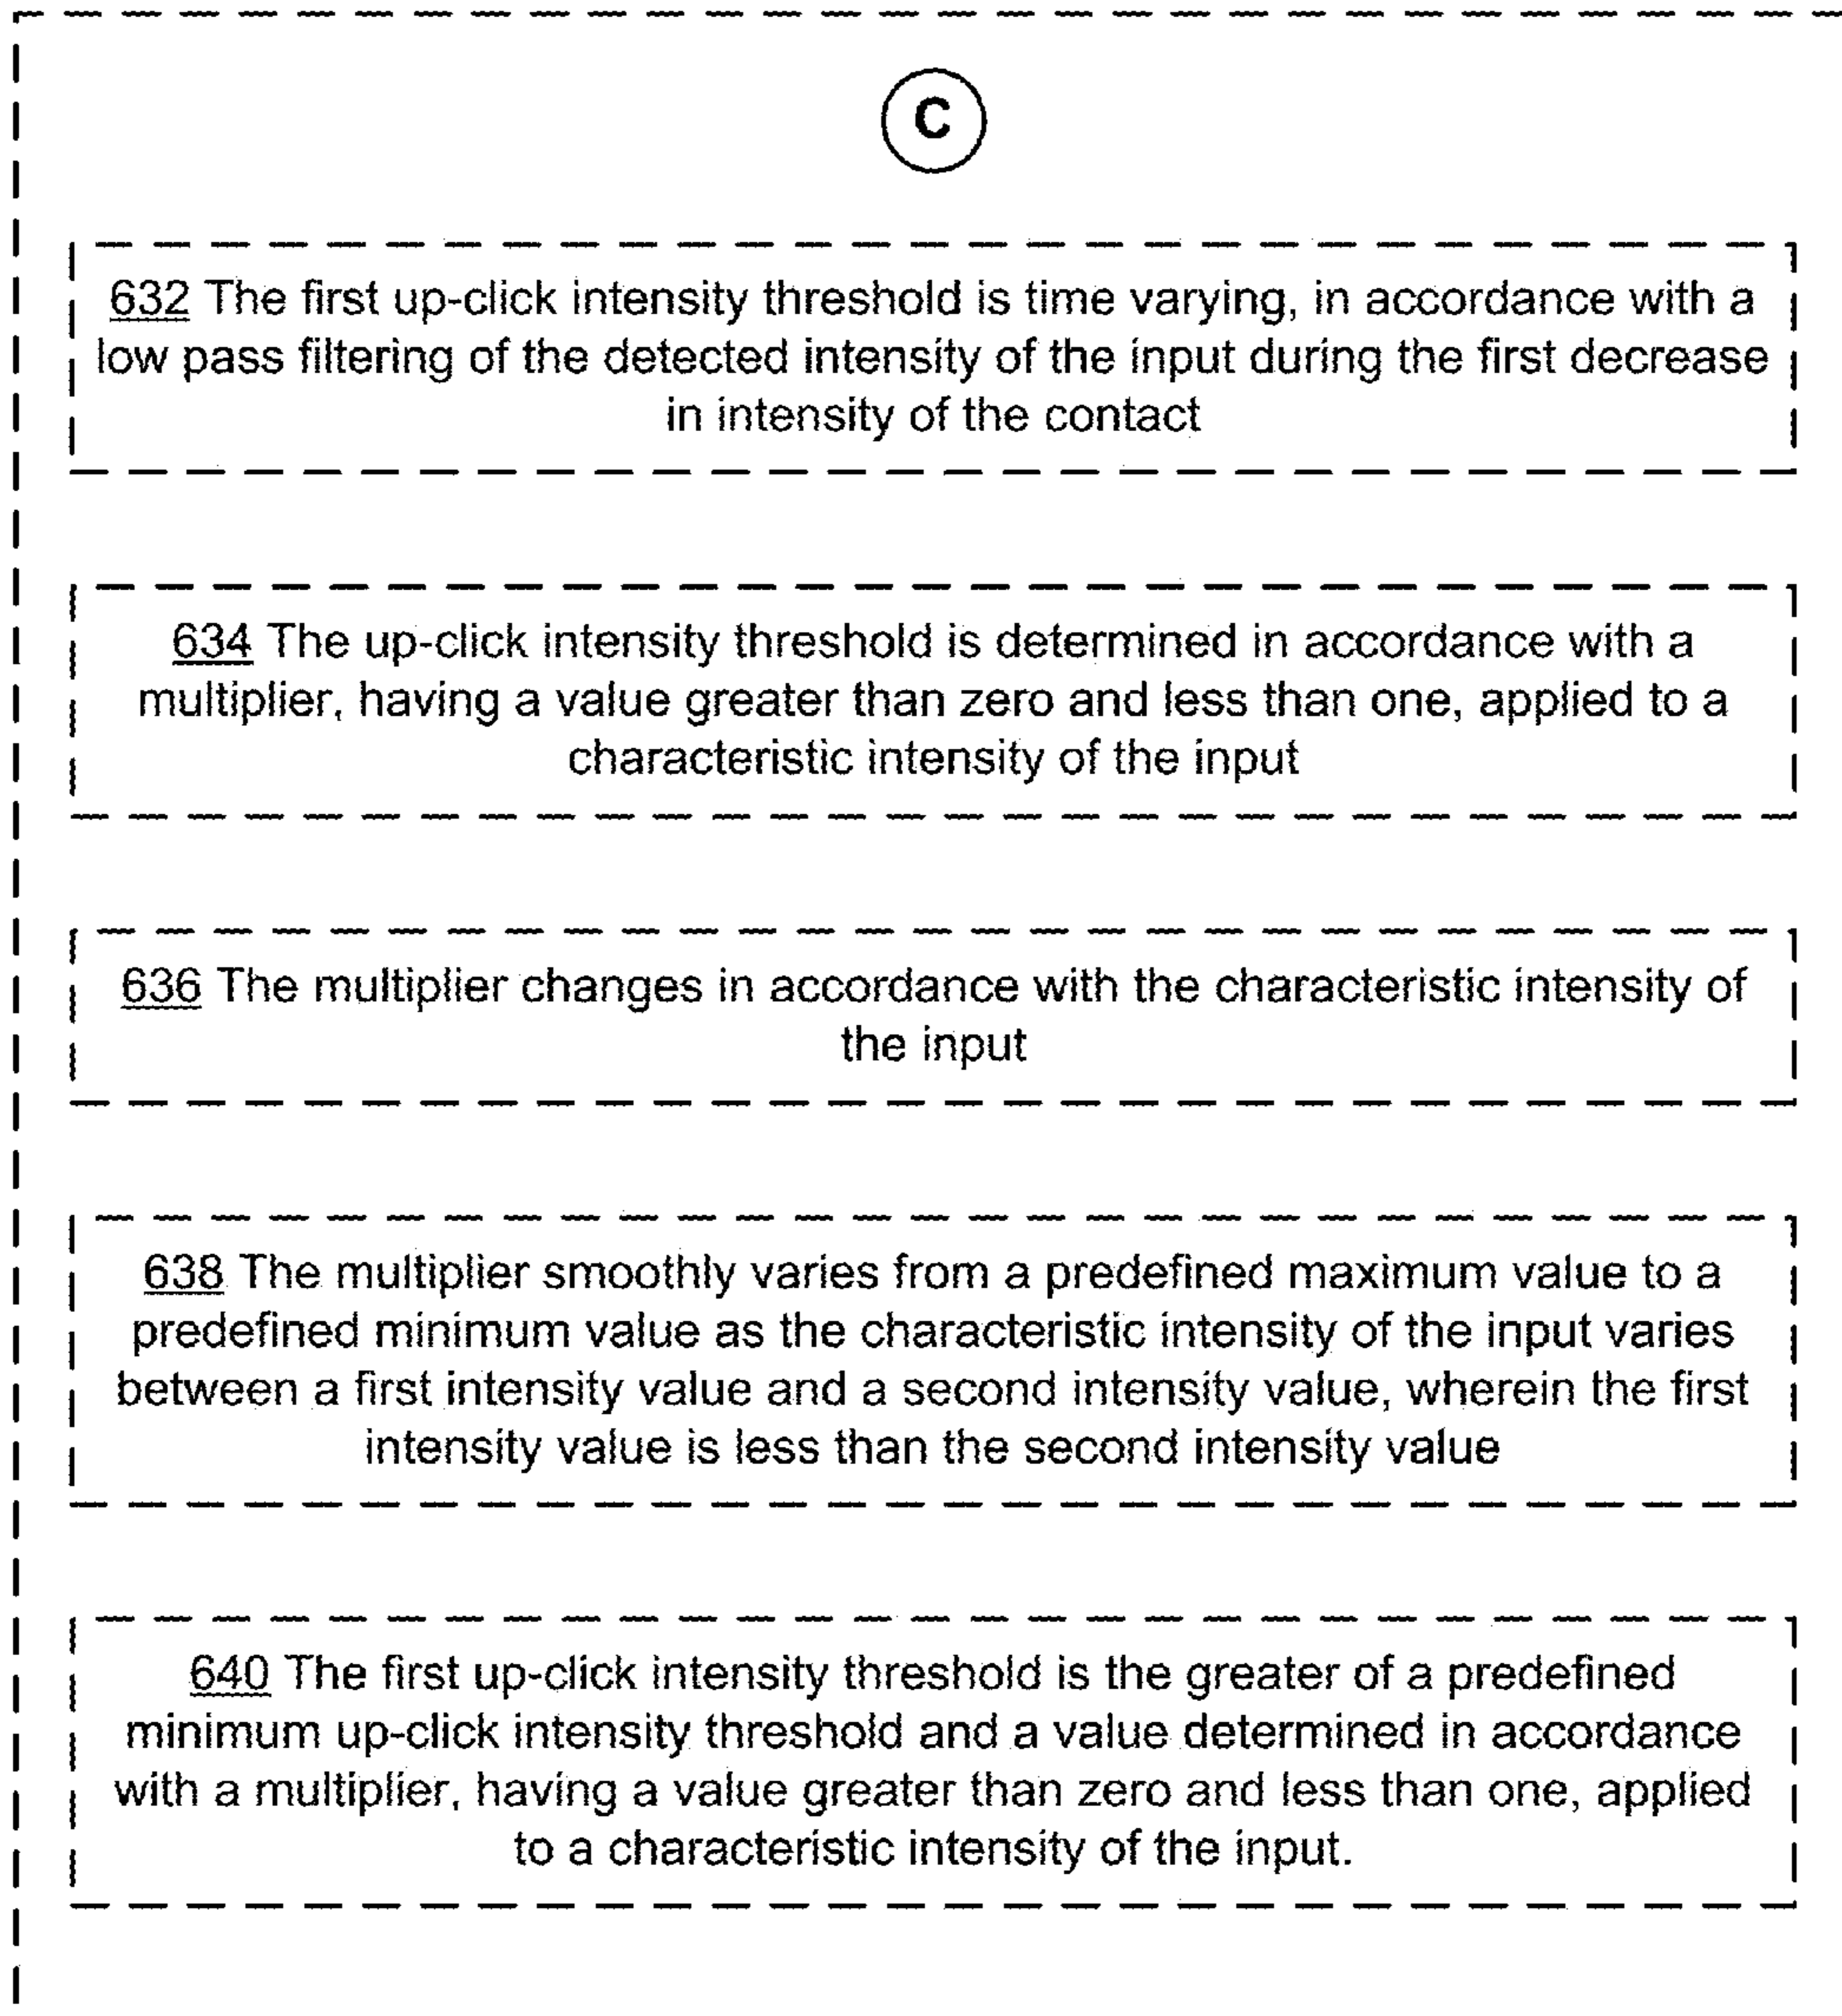 C
632 The first up-click intensity threshold is time varying, in accordance with a
low pass filtering of the detected intensity of the input during the first decrease
in intensity of the contact
634 The up-click intensity threshold is determined in accordance with a
multiplier, having a value greater than zero and less than one, applied to a
characteristic intensity of the input
636 The multiplier changes in accordance with the characteristic intensity of
the input
638 The multiplier smoothly varies from a predefined maximum value to a
predefined minimum value as the characteristic intensity of the input varies
between a first intensity value and a second intensity value, wherein the first
intensity value is less than the second intensity value
640 The first up-click intensity threshold is the greater of a predefined
minimum up-click intensity threshold and a value determined in accordance
with a multiplier, having a value greater than zero and less than one, applied
to a characteristic intensity of the input.